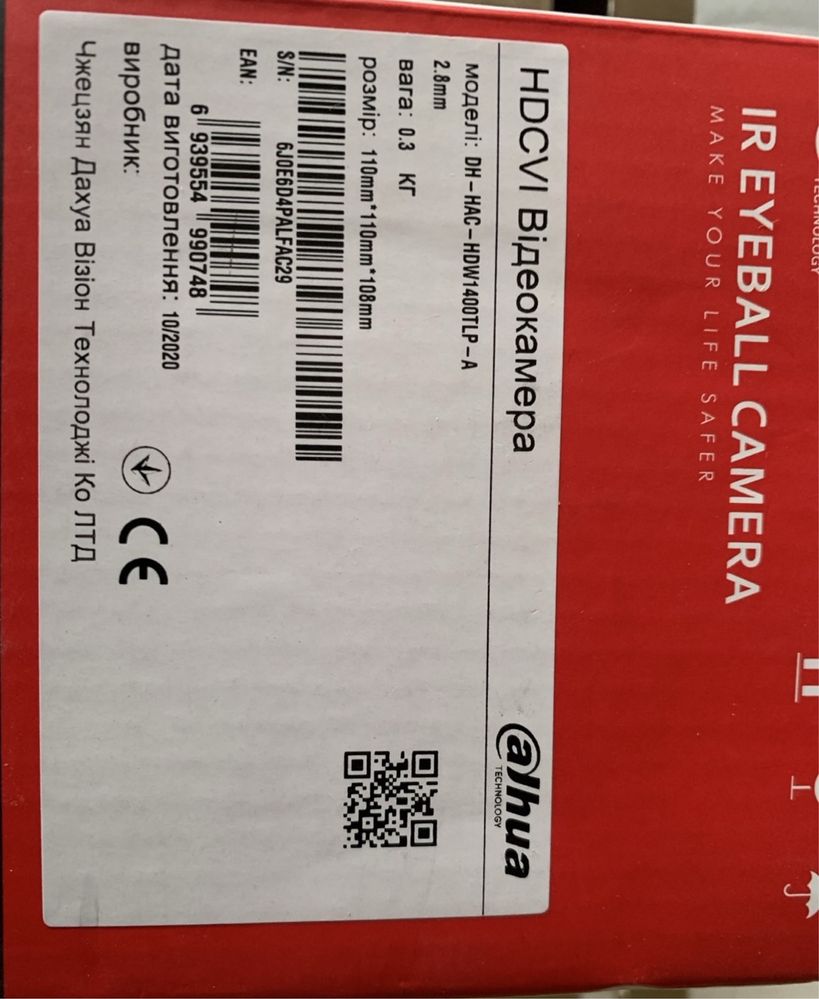 TECHNOLOGY
IR EYEBALL CAMERA
MAKE YOUR LIFE SAFER
HDCVI Відеокамера
alhua
TECHNOLOGY
моделі: DH-HAC-HDW1400TLP-A
2.8mm
вага: 0.3 КГ
розмір: 110mm*110mm*108mm
S/N: 6J0E6D4PALFAC29
EAN:
6 939554 990748
дата виготовлення: 10/2020
виробник:
CE
Чжецзян Дахуа Візіон Технолоджі Ко ЛТД